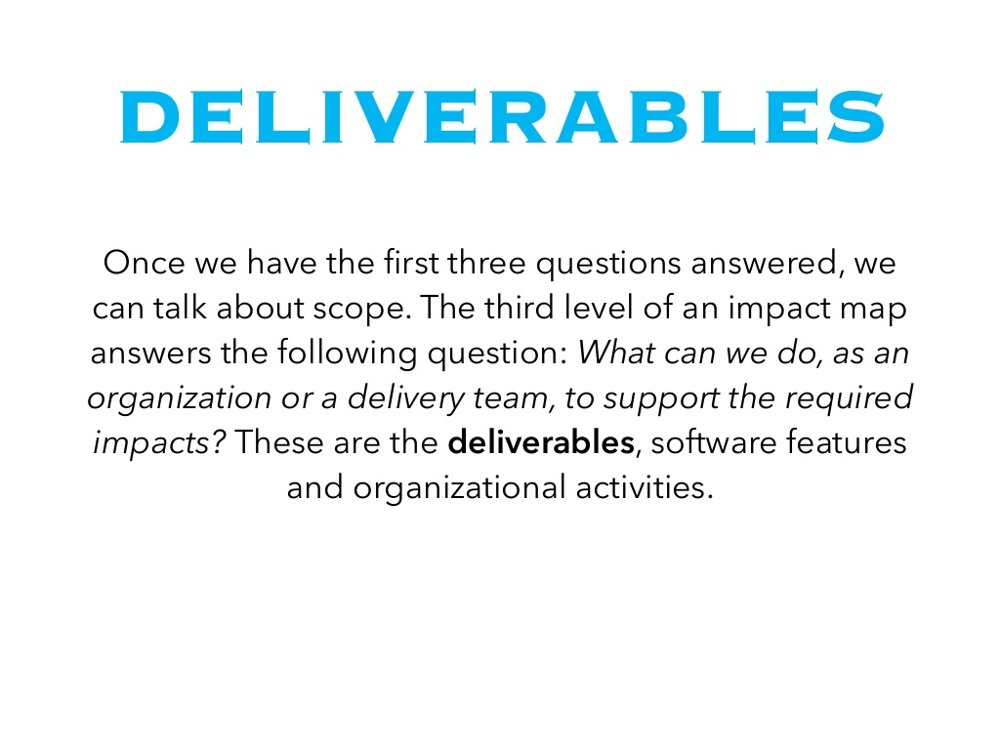 DELIVERABLES
Once we have the first three questions answered, we
can talk about scope. The third level of an impact map
answers the following question: What can we do, as an
organization or a delivery team, to support the required
impacts? These are the deliverables, software features
and organizational activities.